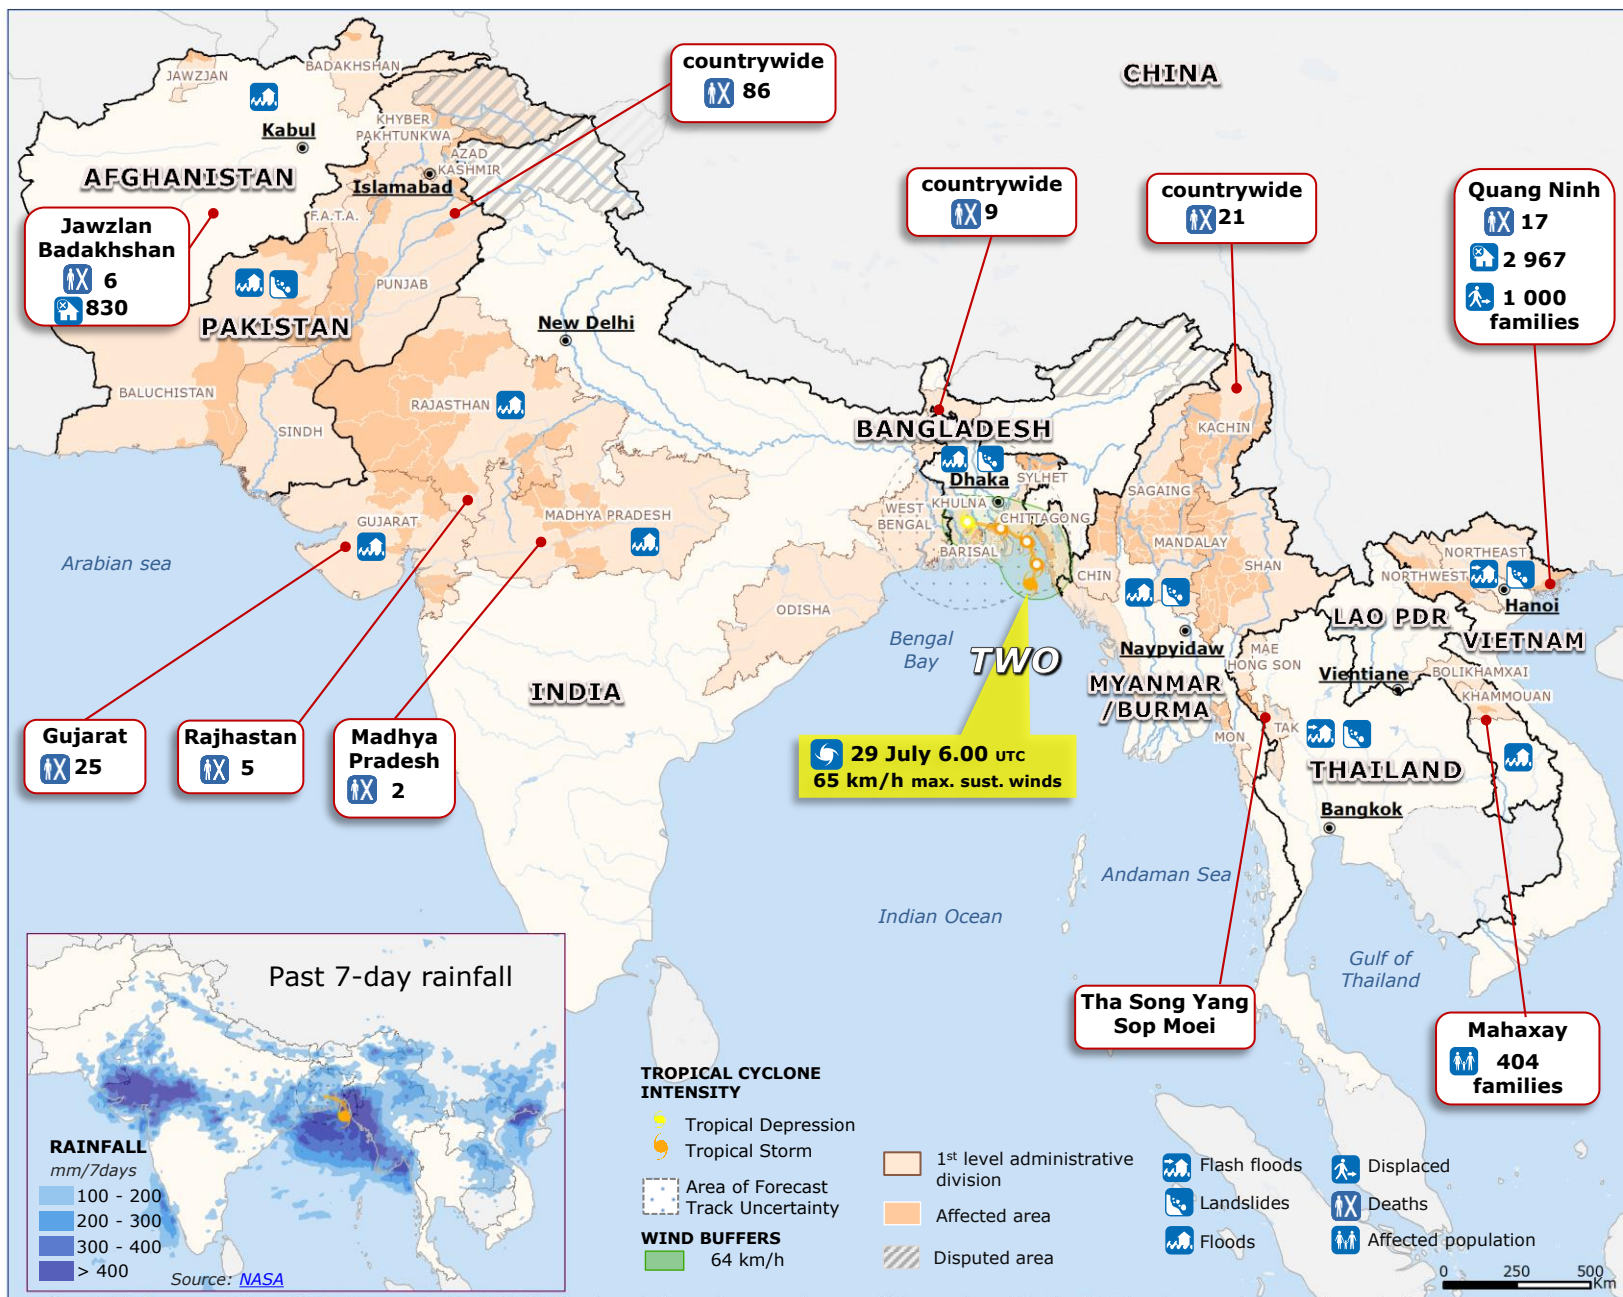 CHINA
JAWZJAN
BADAKHSHAN
countrywide
86
Kabul
KHYBER
PAKHTUNKWA
AZAD
KASHMIR
AFGHANISTAN
Islamabad
countrywide
9
countrywide
21
Quang Ninh
17
2 967
1 000
families
Jawzlan
Badakhshan
6
830
F.A.T.A.
PUNJAB
PAKISTAN
New Delhi
BALUCHISTAN
RAJASTHAN
SINDH
BANGLADESH
Dhaka
SYLHET
KACHIN
SAGAING
KHULNA
WEST
BENGAL
CHITTAGONG
GUJARAT
MADHYA PRADESH
BARISAL
MANDALAY
SHAN
CHIN
NORTHEAST
NORTHWEST
Hanoi
Arabian sea
ODISHA
Bengal
Bay
TWO
Naypyidaw
LAO PDR
VIETNAM
MAE
HONG SON
Vientiane
BOLIKHAMXAI
KHAMMOUAN
INDIA
MYANMAR
/BURMA
MON
TAK
THAILAND
Bangkok
Gujarat
25
Rajhastan
5
Madhya
Pradesh
2
29 July 6.00 UTC
65 km/h max. sust. winds
Andaman Sea
Indian Ocean
Gulf of
Thailand
Tha Song Yang
Sop Moei
Mahaxay
404
families
Past 7-day rainfall
RAINFALL
mm/7days
100 - 200
200 - 300
300 - 400
> 400
Source: NASA
TROPICAL CYCLONE
INTENSITY
Tropical Depression
Tropical Storm
Area of Forecast
Track Uncertainty
WIND BUFFERS
64 km/h
1st level administrative
division
Affected area
Disputed area
Flash floods
Landslides
Floods
Displaced
Deaths
Affected population
0 250 500
Km